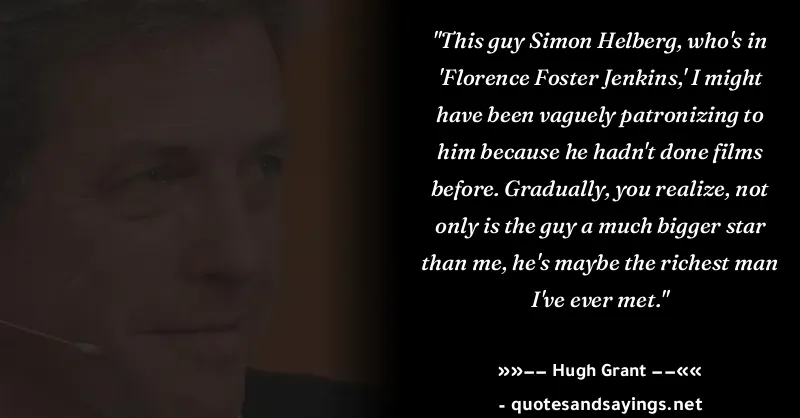 "This guy Simon Helberg, who's in
'Florence Foster Jenkins,' I might
have been vaguely patronizing to
him because he hadn't done films
before. Gradually, you realize, not
only is the guy a much bigger star
than me, he's maybe the richest man
I've ever met."
»»—— Hugh Grant ——««
- quotesandsayings.net